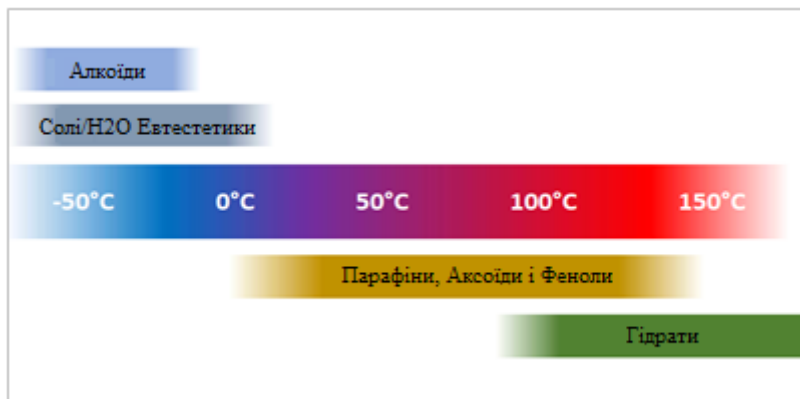 Алкоїди
Солі/H2O Евтестетики
-50°C 0°C 50°C 100°C 150°C
Парафіни, Аксоїди і Феноли
Гідрати